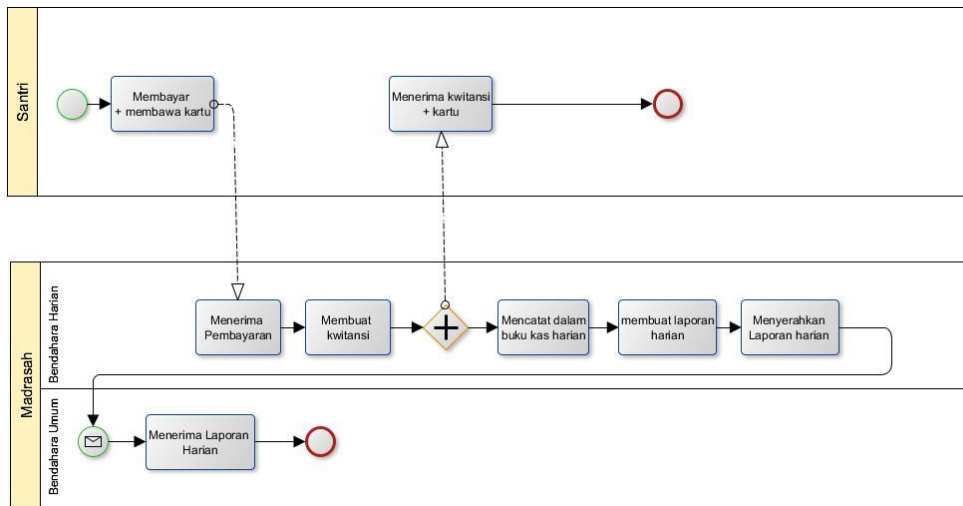 Santri
Membayar
+ membawa kartu
Menerima kwitansi
+ kartu
Madrasah
Bendahara Harian
Menerima
Pembayaran
Membuat
kwitansi
Mencatat dalam
buku kas harian
membuat laporan
harian
Menyerahkan
Laporan harian
Bendahara Umum
Menerima Laporan
Harian